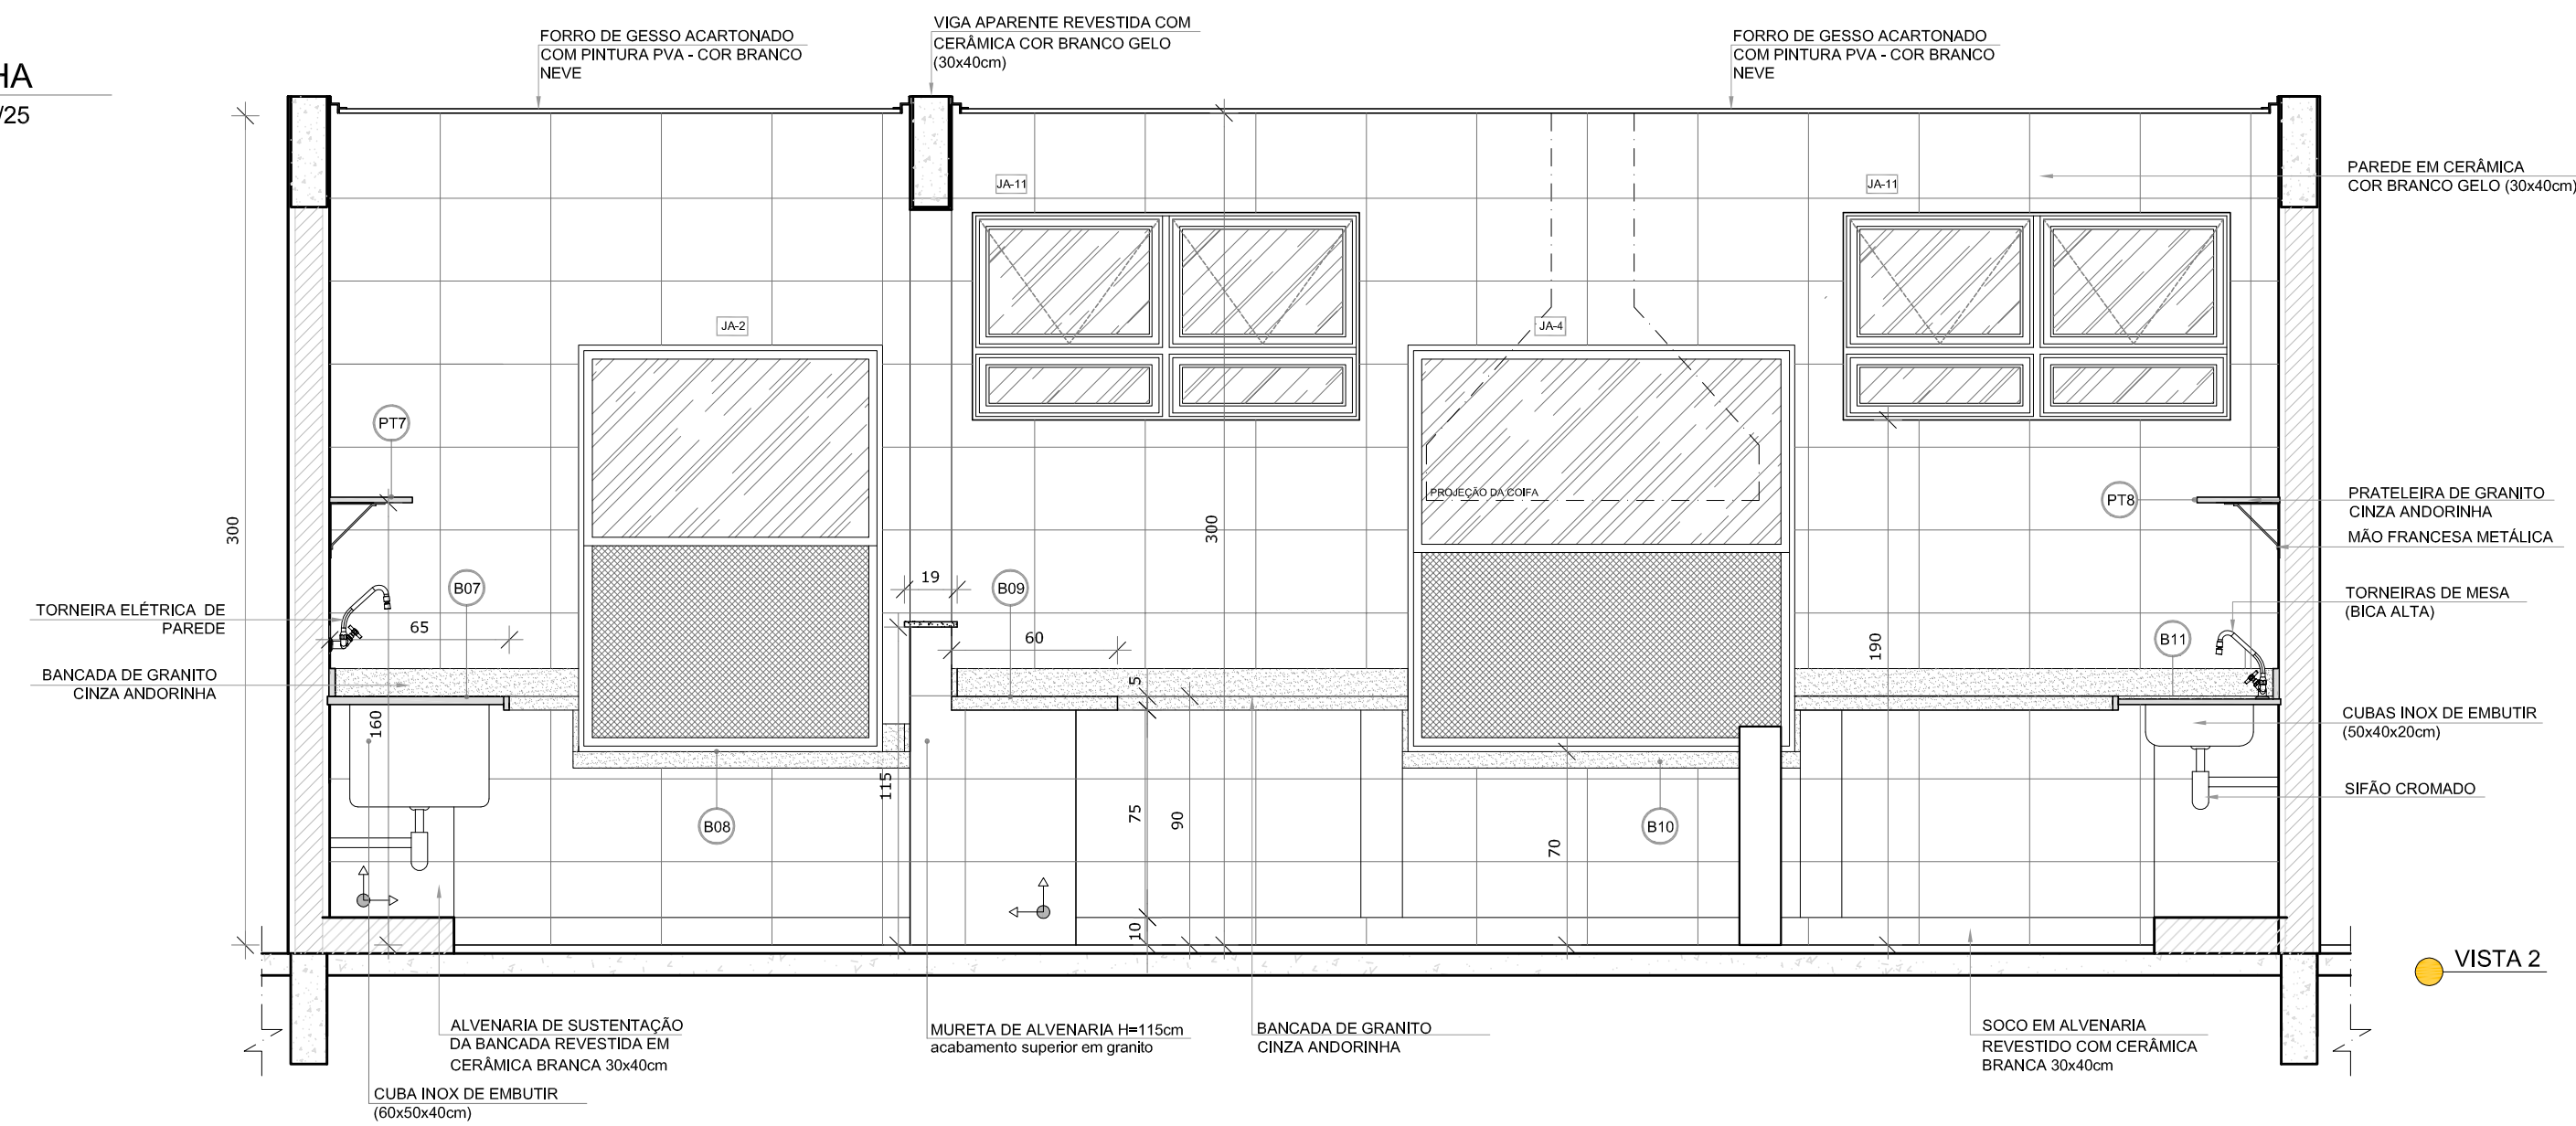 HA
/25
FORRO DE GESSO ACARTONADO
COM PINTURA PVA - COR BRANCO
NEVE
VIGA APARENTE REVESTIDA COM
CERÂMICA COR BRANCO GELO
(30x40cm)
FORRO DE GESSO ACARTONADO
COM PINTURA PVA - COR BRANCO
NEVE
PAREDE EM CERÂMICA
COR BRANCO GELO (30x40cm)
JA-11
JA-11
JA-2
JA-4
PT7
PROJEÇÃO DA COIFA
PT8
PRATELEIRA DE GRANITO
CINZA ANDORINHA
MÃO FRANCESA METÁLICA
300
300
B07
19
B09
TORNEIRAS DE MESA
(BICA ALTA)
TORNEIRA ELÉTRICA DE
PAREDE
65
60
190
B11
BANCADA DE GRANITO
CINZA ANDORINHA
5
160
CUBAS INOX DE EMBUTIR
(50x40x20cm)
115
75
90
70
SIFÃO CROMADO
B08
B10
10
VISTA 2
ALVENARIA DE SUSTENTAÇÃO
DA BANCADA REVESTIDA EM
CERÂMICA BRANCA 30x40cm
MURETA DE ALVENARIA H=115cm
acabamento superior em granito
BANCADA DE GRANITO
CINZA ANDORINHA
SOCO EM ALVENARIA
REVESTIDO COM CERÂMICA
BRANCA 30x40cm
CUBA INOX DE EMBUTIR
(60x50x40cm)